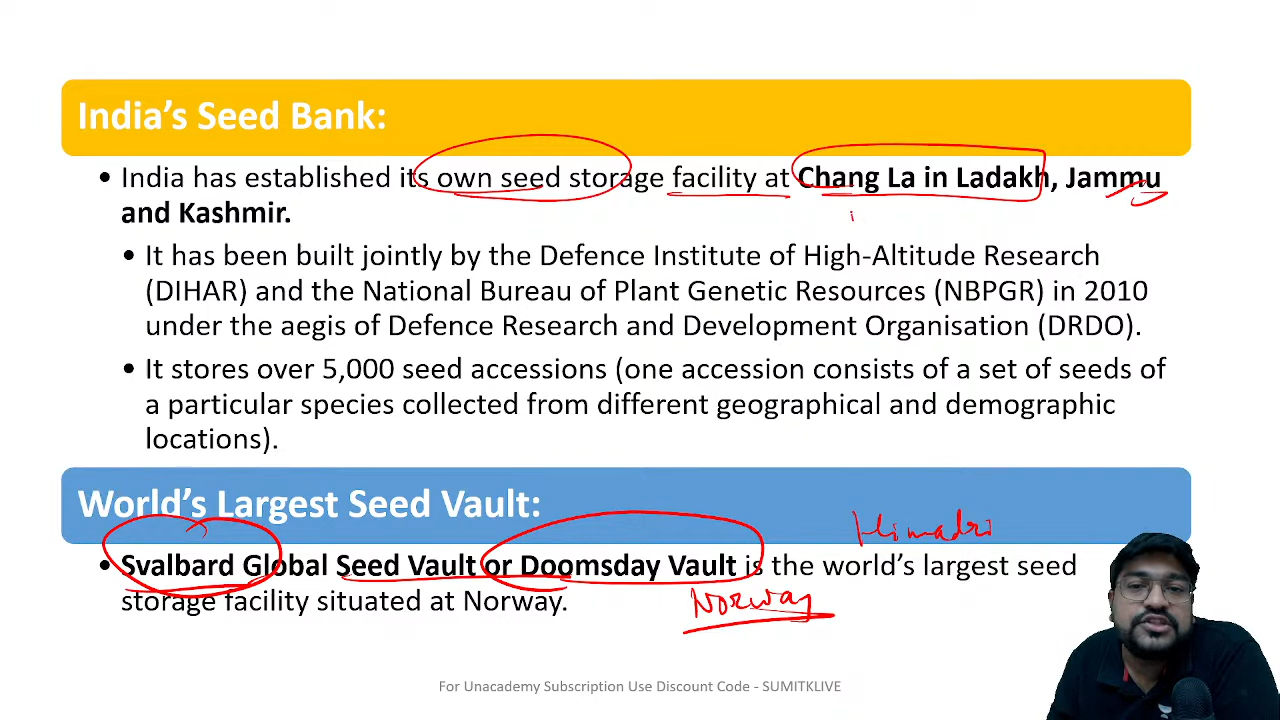 India’s Seed Bank:
• India has established its own seed storage facility at Chang La in Ladakh, Jammu
and Kashmir.
• It has been built jointly by the Defence Institute of High-Altitude Research
(DIHAR) and the National Bureau of Plant Genetic Resources (NBPGR) in 2010
under the aegis of Defence Research and Development Organisation (DRDO).
• It stores over 5,000 seed accessions (one accession consists of a set of seeds of
a particular species collected from different geographical and demographic
locations).
World’s Largest Seed Vault:
Himadri
• Svalbard Global Seed Vault or Doomsday Vault is the world’s largest seed
storage facility situated at Norway.
Norway
For Unacademy Subscription Use Discount Code - SUMITKLIVE